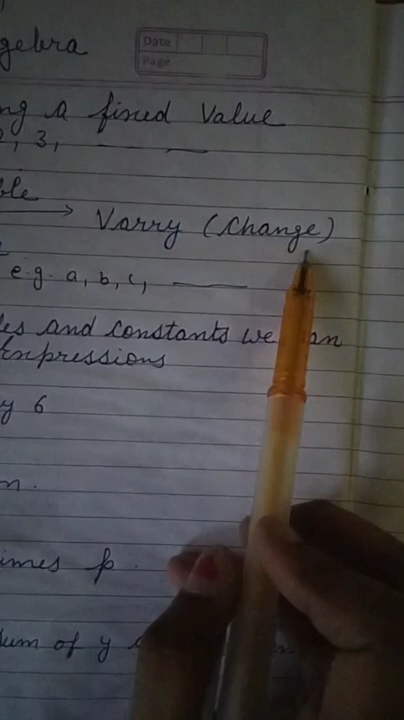 gebra
Date
Page
ng a fixed Value
2, 3,
ble
→ Varry (Change)
e.g. a, b, c,
les and constants we an
Expressions
y 6
n.
imes p.
um of y